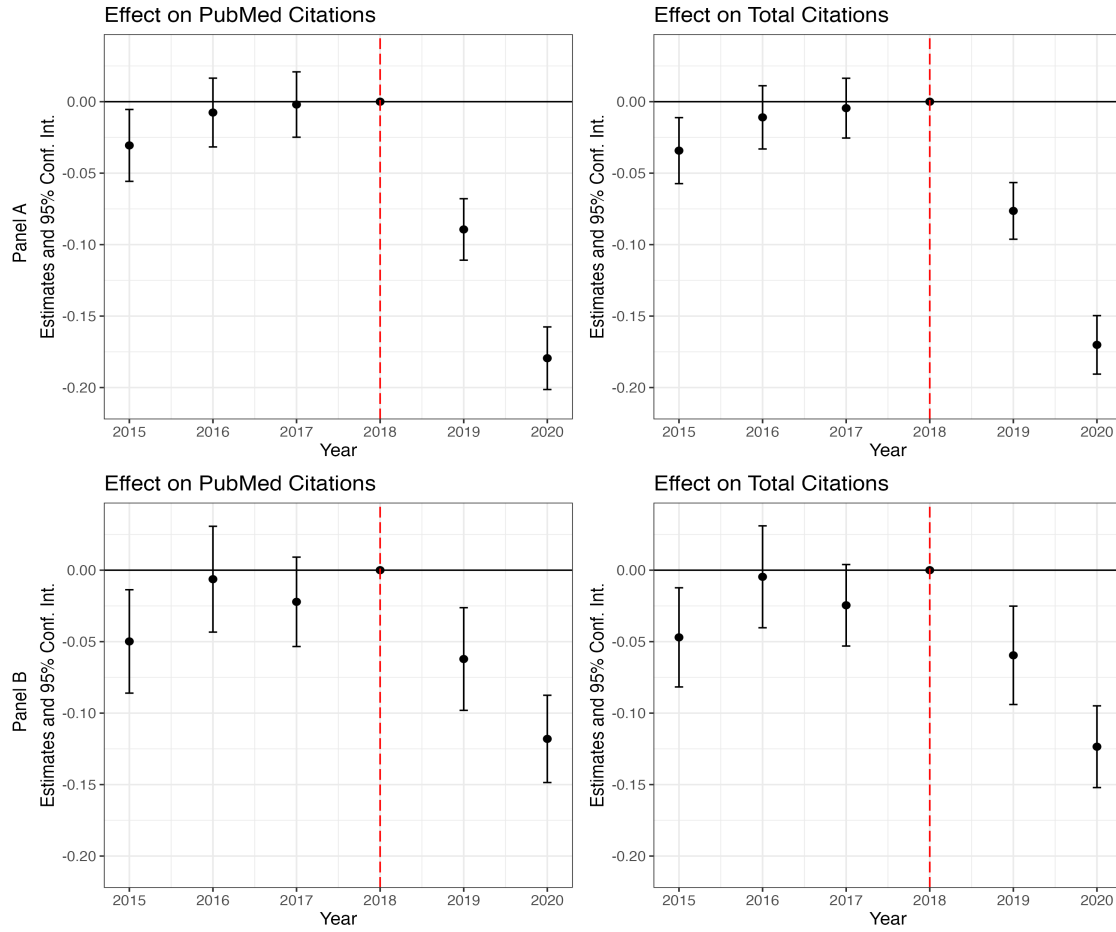 Effect on PubMed Citations
Effect on Total Citations
Panel A
Estimates and 95% Conf. Int.
0.00
-0.05
-0.10
-0.15
-0.20
2015 2016 2017 2018 2019 2020
Year
Estimates and 95% Conf. Int.
0.00
-0.05
-0.10
-0.15
-0.20
2015 2016 2017 2018 2019 2020
Year
Effect on PubMed Citations
Effect on Total Citations
Panel B
Estimates and 95% Conf. Int.
0.00
-0.05
-0.10
-0.15
-0.20
2015 2016 2017 2018 2019 2020
Year
Estimates and 95% Conf. Int.
0.00
-0.05
-0.10
-0.15
-0.20
2015 2016 2017 2018 2019 2020
Year